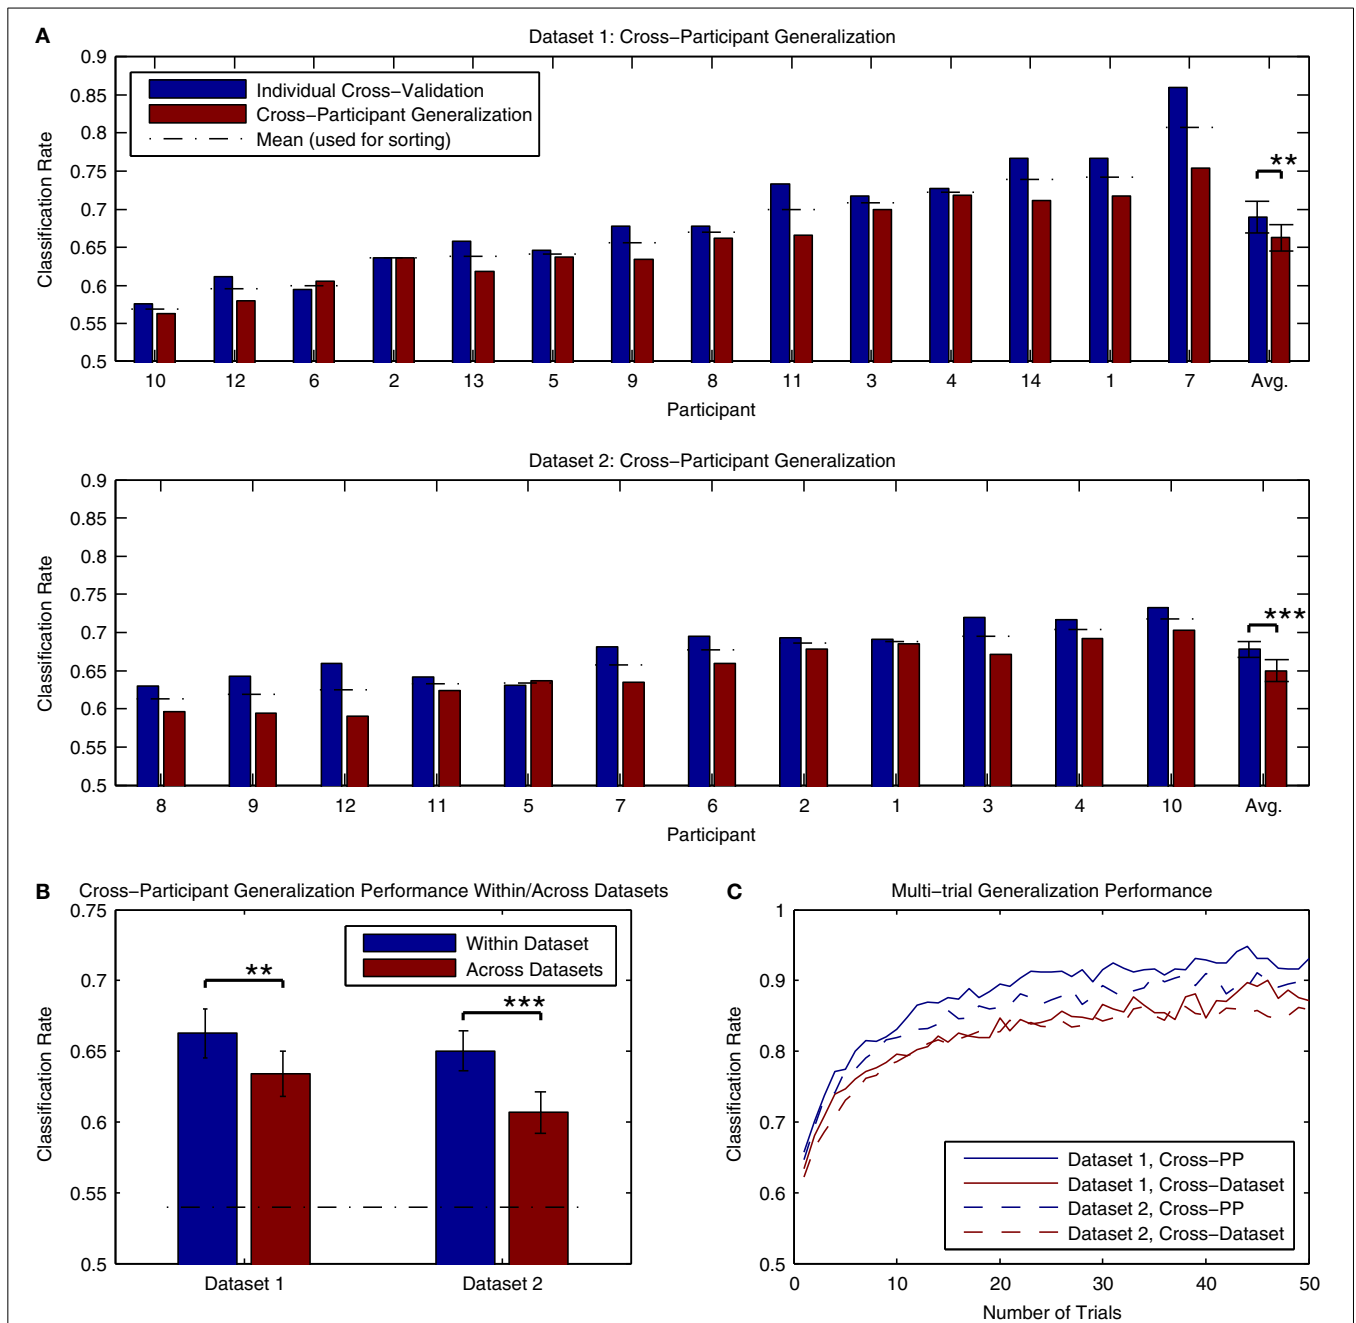 A
Dataset 1: Cross−Participant Generalization
0.9
0.85
0.8
0.75
0.7
0.65
0.6
0.55
0.5
Classification Rate
Individual Cross−Validation
Cross−Participant Generalization
Mean (used for sorting)
**
10 12 6 2 13 5 9 8 11 3 4 14 1 7 Avg.
Participant
Dataset 2: Cross−Participant Generalization
0.9
0.85
0.8
0.75
0.7
0.65
0.6
0.55
0.5
Classification Rate
***
8 9 12 11 5 7 6 2 1 3 4 10 Avg.
Participant
B
Cross−Participant Generalization Performance Within/Across Datasets
0.75
0.7
0.65
0.6
0.55
0.5
Classification Rate
Within Dataset
Across Datasets
**
***
Dataset 1 Dataset 2
C
Multi−trial Generalization Performance
1
0.9
0.8
0.7
0.6
0.5
Classification Rate
Dataset 1, Cross−PP
Dataset 1, Cross−Dataset
Dataset 2, Cross−PP
Dataset 2, Cross−Dataset
0 10 20 30 40 50
Number of Trials